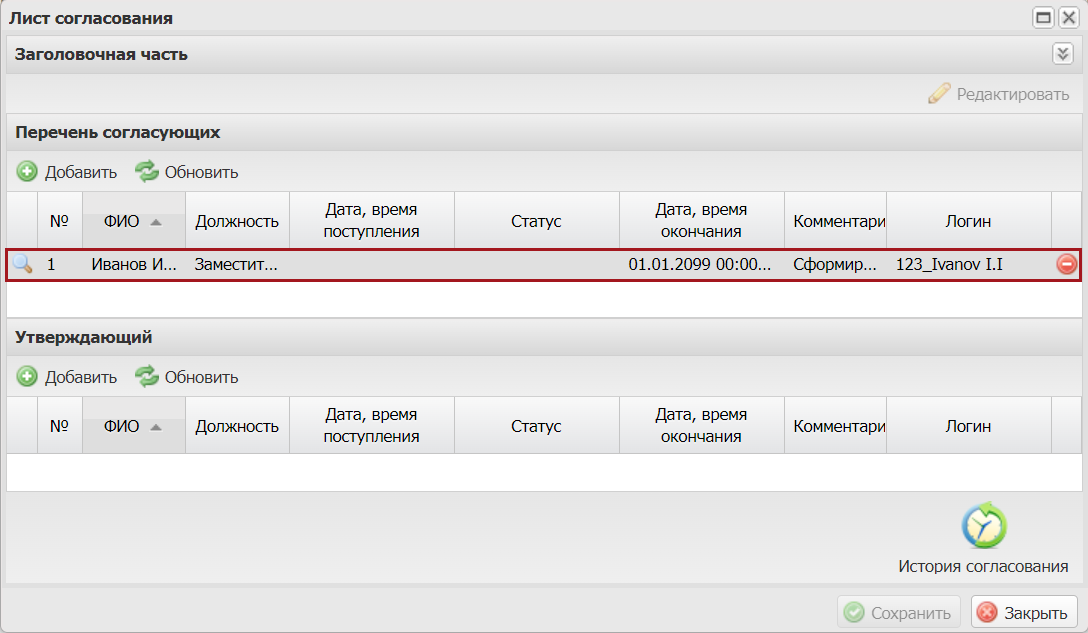 Лист согласования
Заголовочная часть
Редактировать
Перечень согласующих
Добавить Обновить
№ ФИО Должность Дата, время поступления Статус Дата, время окончания Комментари Логин
1 Иванов И... Заместит... 01.01.2099 00:00... Сформир... 123_Ivanov I.I
Утверждающий
Добавить Обновить
№ ФИО Должность Дата, время поступления Статус Дата, время окончания Комментари Логин
История согласования
Сохранить Закрыть